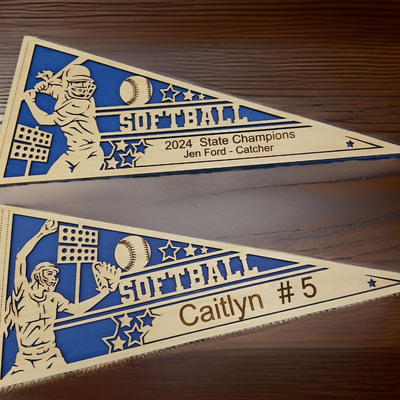 SOFTBALL
2024 State Champions
Jen Ford - Catcher
SOFTBALL
Caitlyn # 5